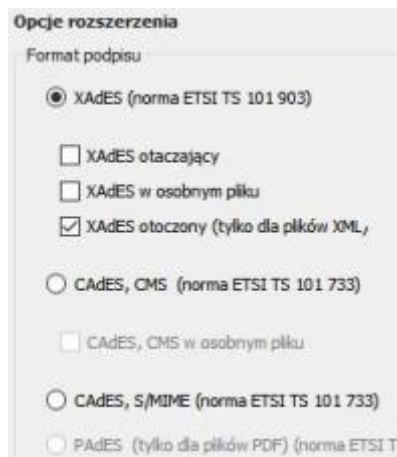 Opcje rozszerzenia
Format podpisu
XAdES (norma ETSI TS 101 903)
XAdES otaczający
XAdES w osobnym pliku
XAdES otoczony (tylko dla plików XML,
CAdES, CMS (norma ETSI TS 101 733)
CAdES, CMS w osobnym pliku
CAdES, S/MIME (norma ETSI TS 101 733)
PAdES (tylko dla plików PDF) (norma ETSI T